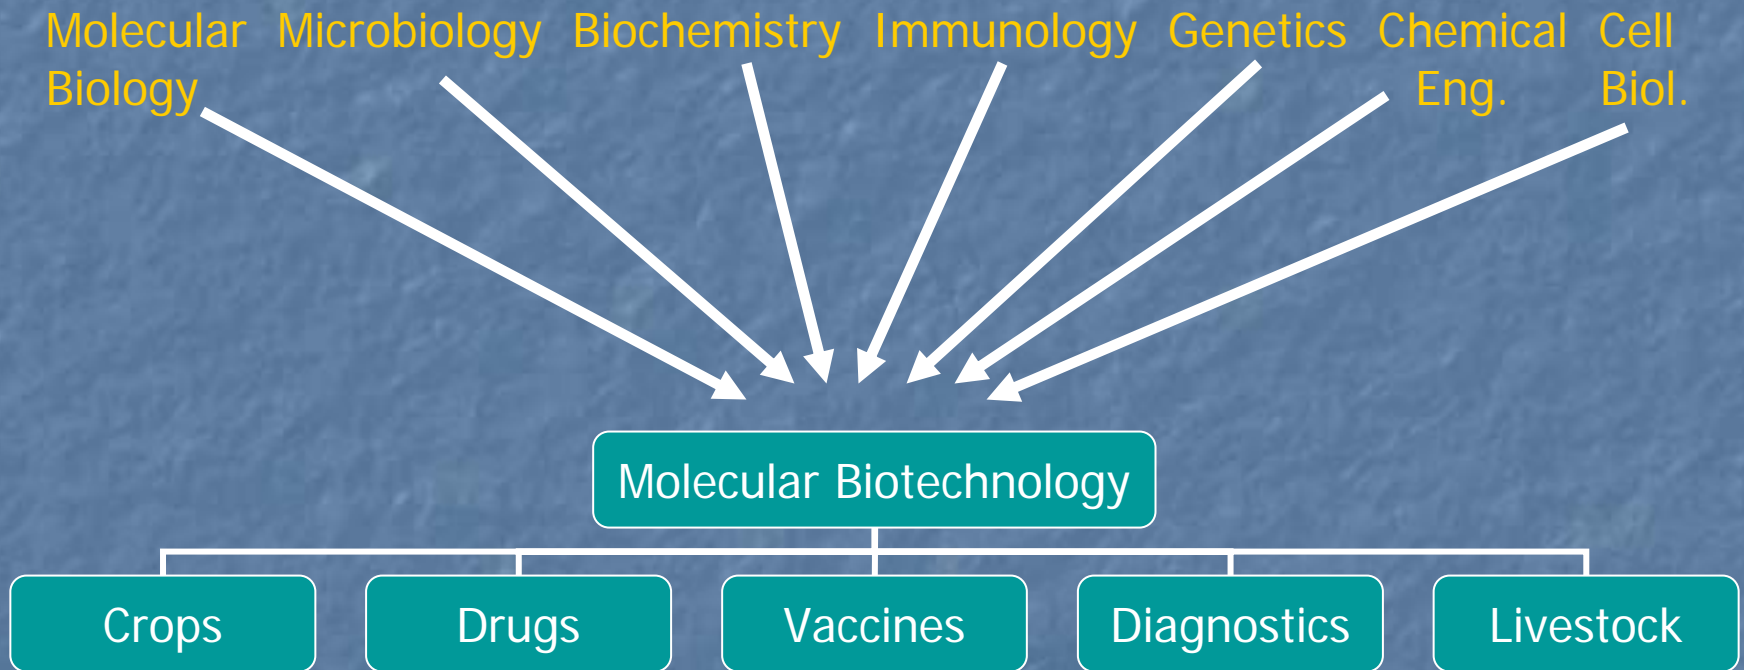 Molecular Microbiology Biochemistry Immunology Genetics Chemical Cell
Biology Eng. Biol.
Molecular Biotechnology
Crops Drugs Vaccines Diagnostics Livestock